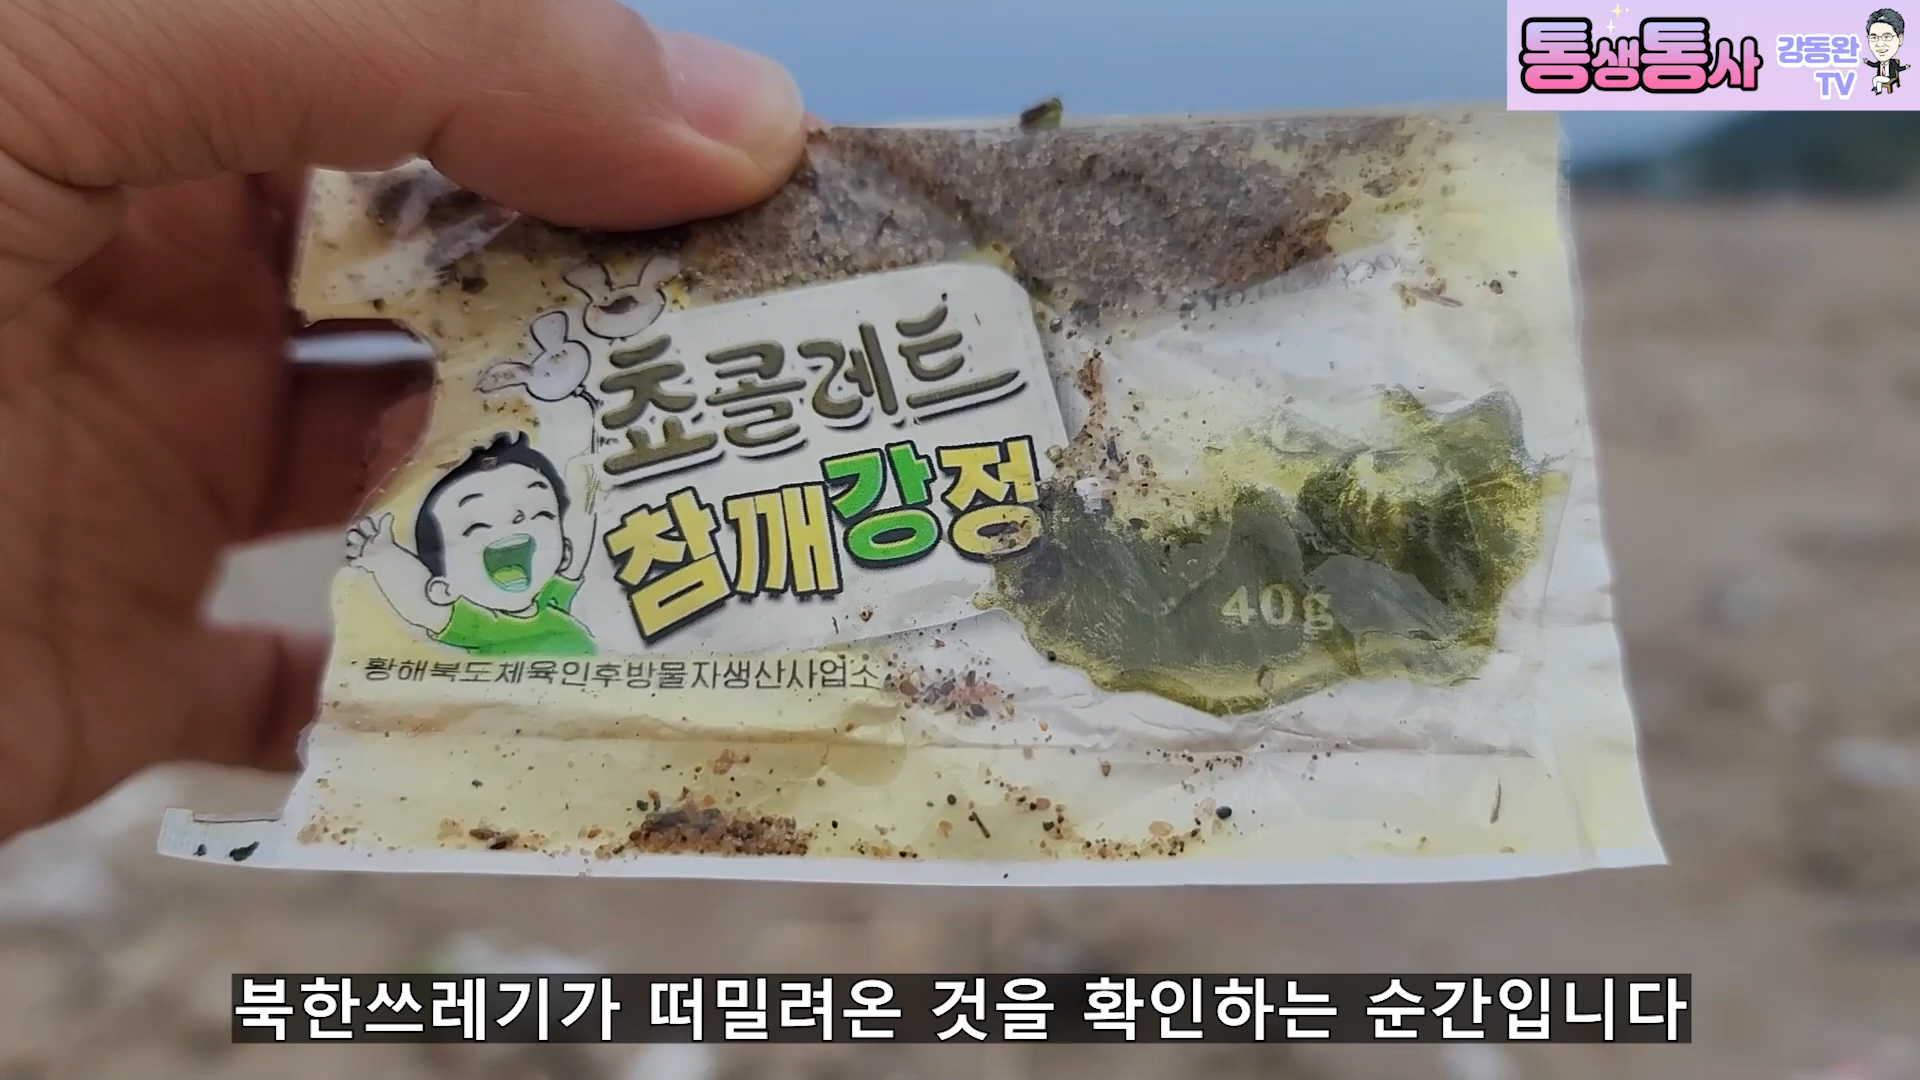 통생통사
강동완
TV
쵸콜레트
참깨강정
40g
황해북도체육인후방물자생산사업소
북한쓰레기가 떠밀려온 것을 확인하는 순간입니다